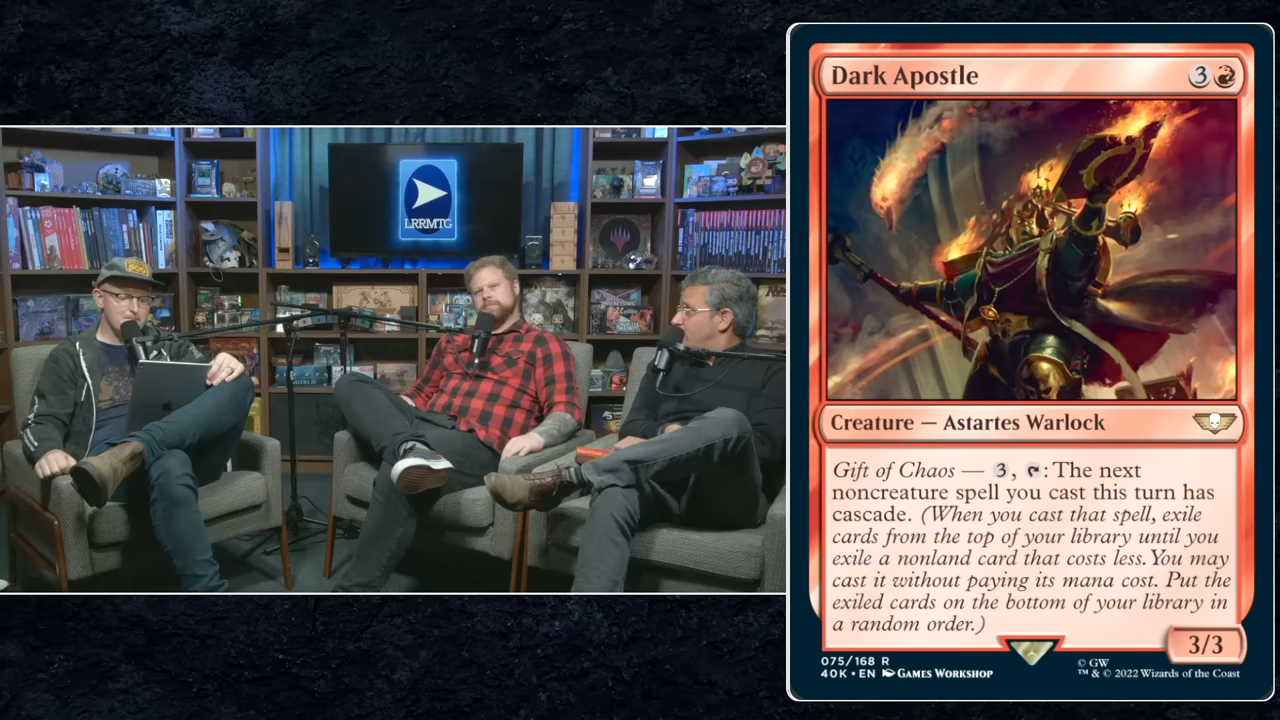 LRRMTG
Dark Apostle
3
Creature — Astartes Warlock
Gift of Chaos — 3, : The next
noncreature spell you cast this turn has
cascade. (When you cast that spell, exile
cards from the top of your library until you
exile a nonland card that costs less. You may
cast it without paying its mana cost. Put the
exiled cards on the bottom of your library in
a random order.)
3/3
075/168 R
40K • EN GAMES WORKSHOP
© GW
™ & © 2022 Wizards of the Coast